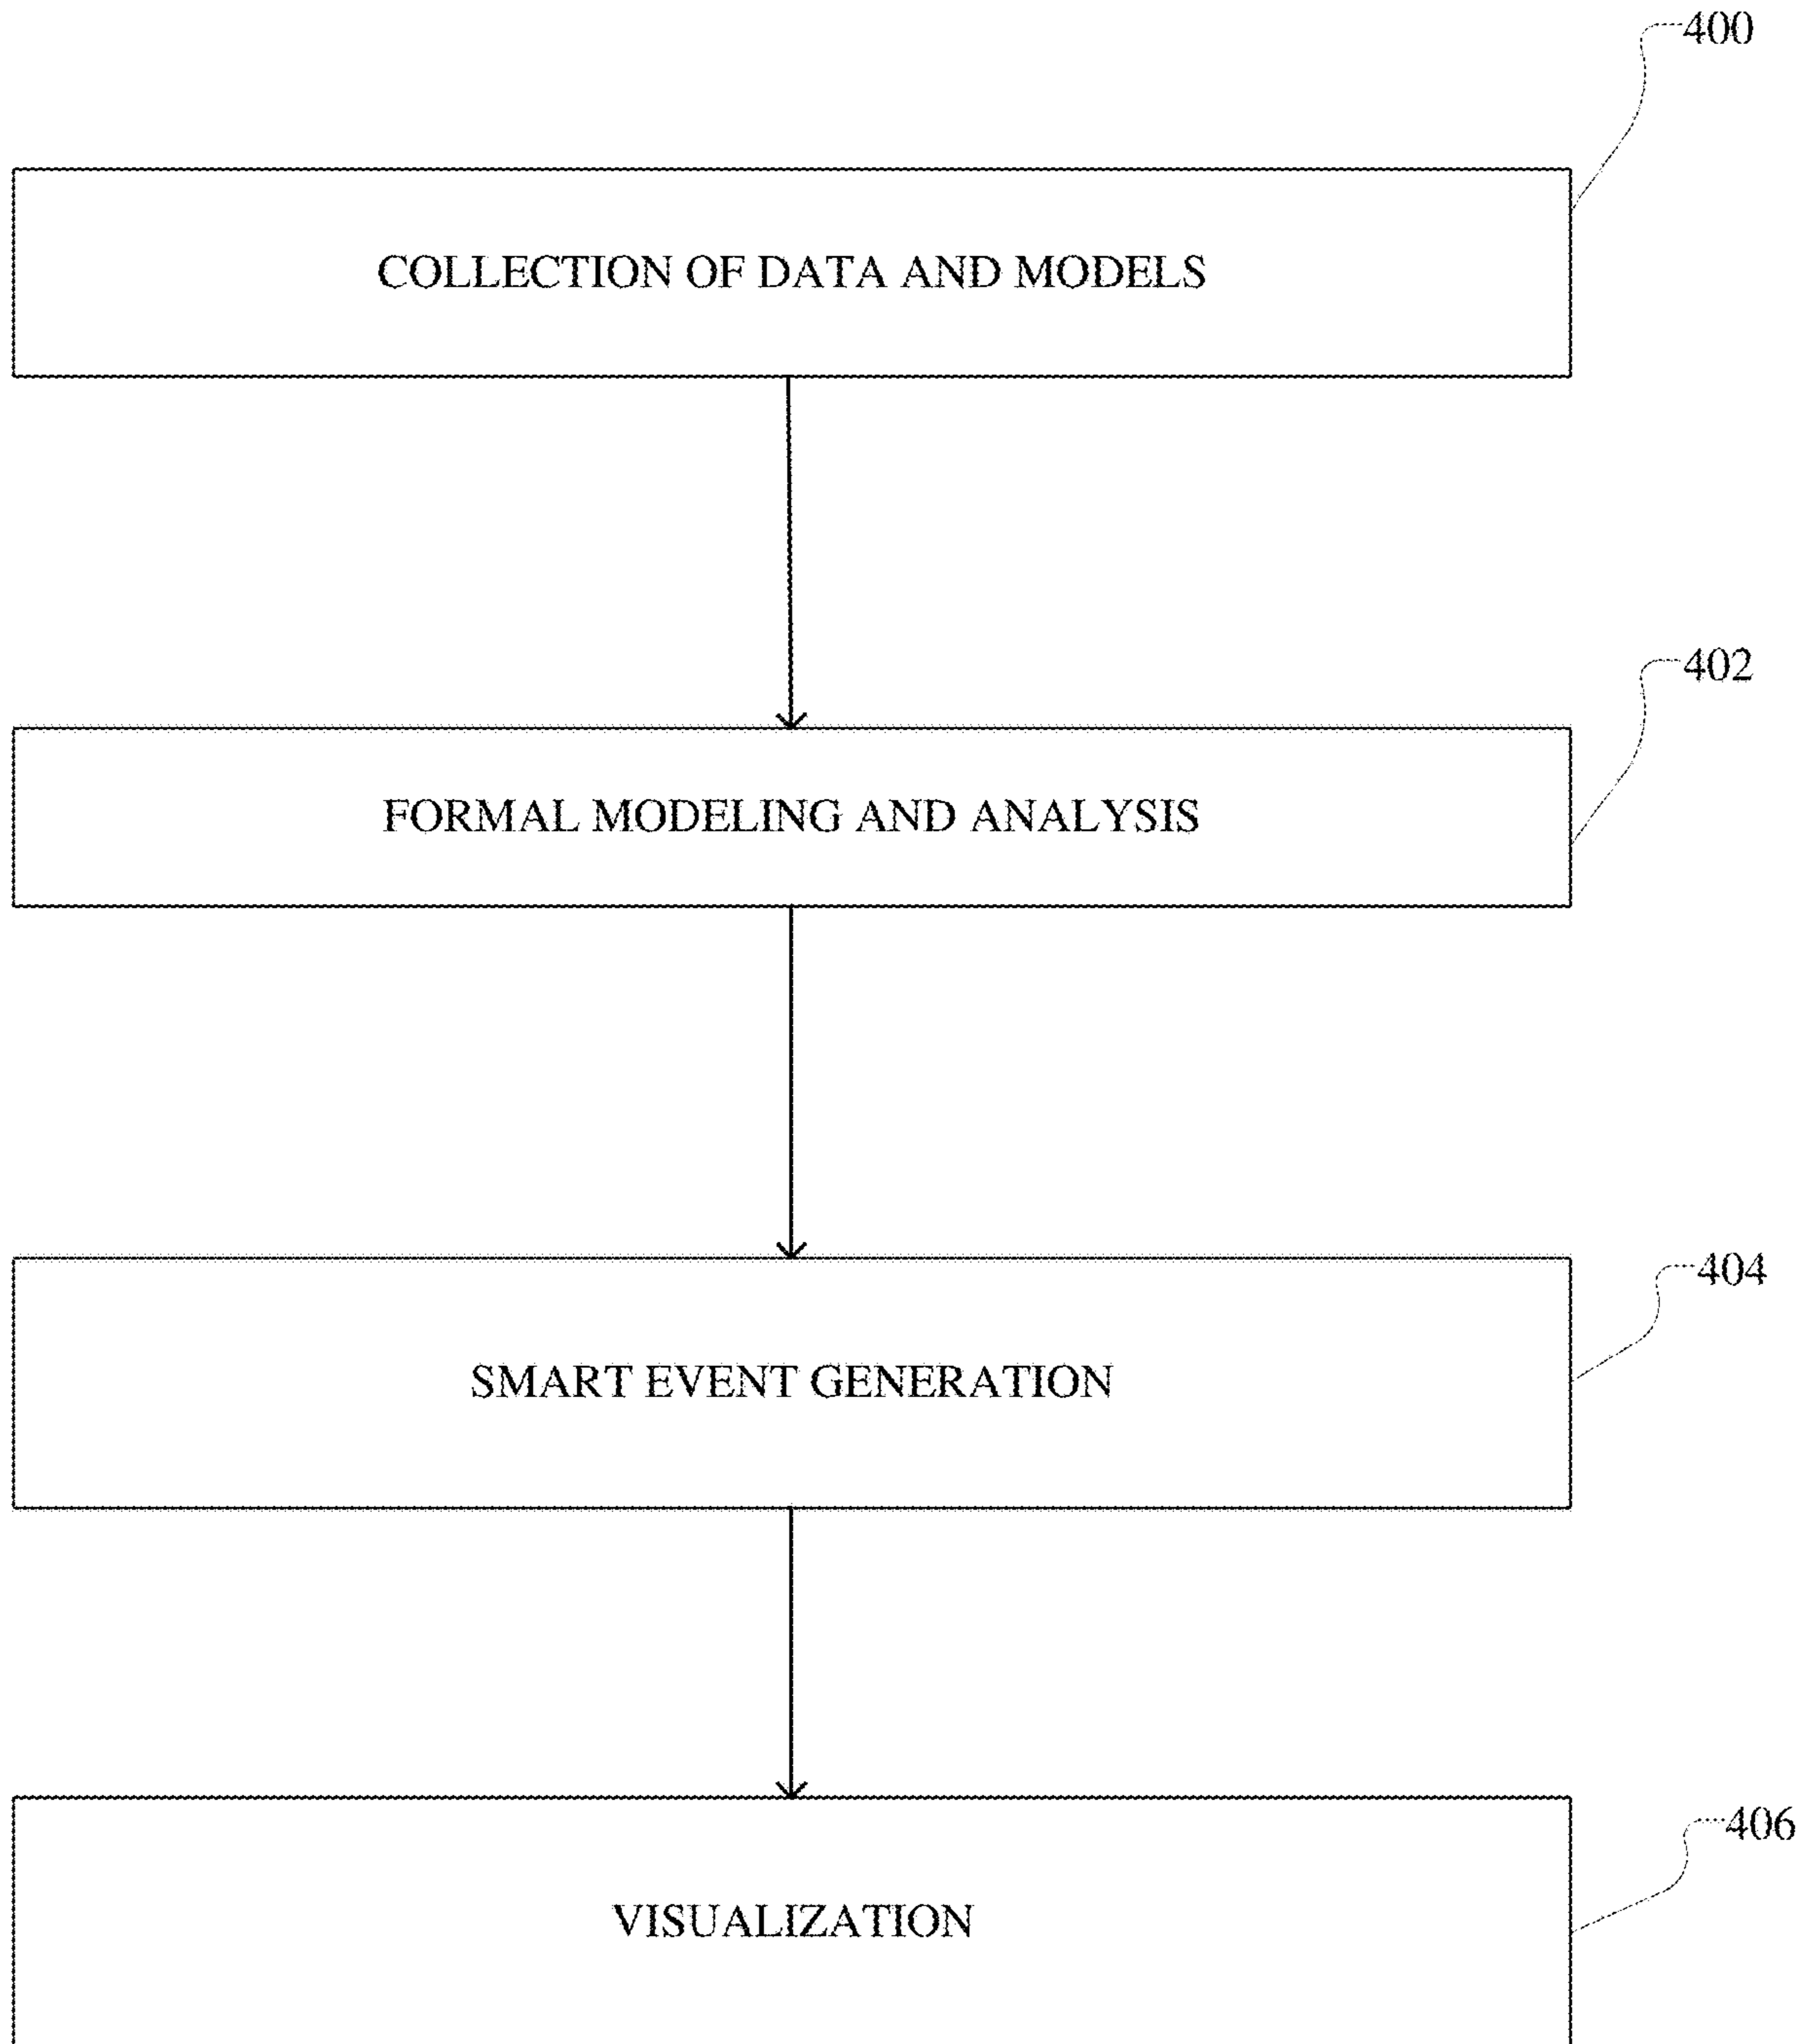 400
COLLECTION OF DATA AND MODELS
402
FORMAL MODELING AND ANALYSIS
404
SMART EVENT GENERATION
406
VISUALIZATION